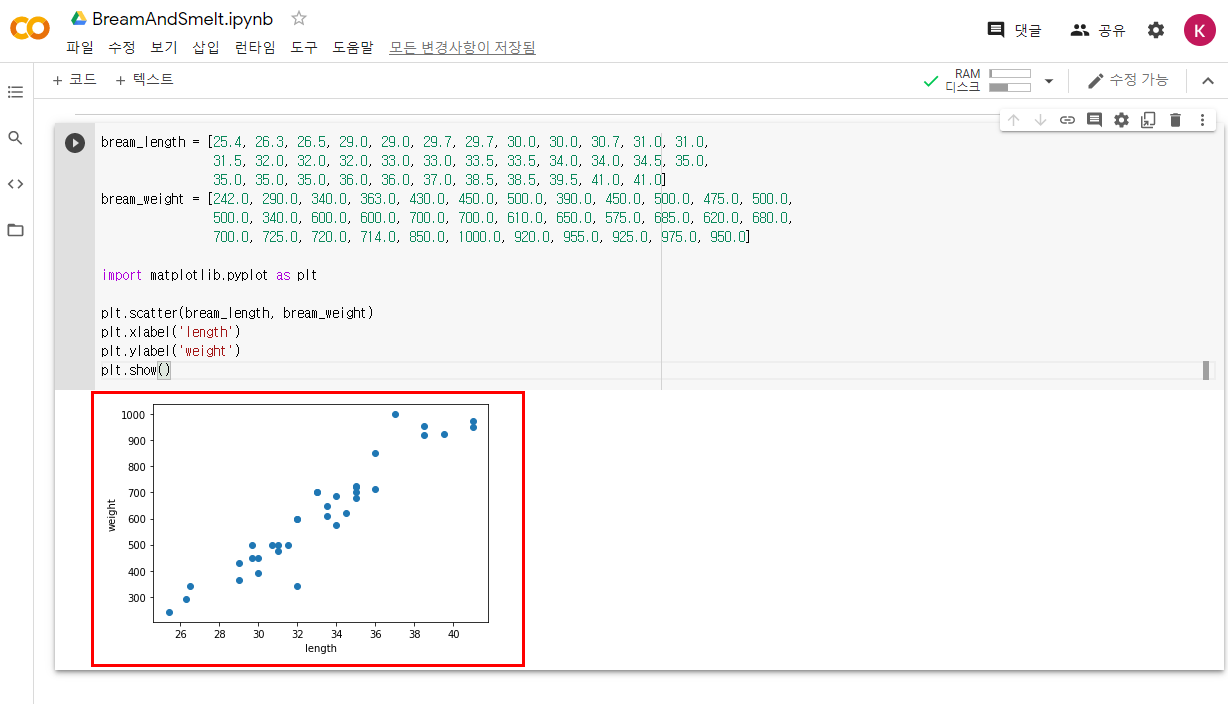 BreamAndSmelt.ipynb
파일 수정 보기 삽입 런타임 도구 도움말 모든 변경사항이 저장됨
댓글 공유 K
+ 코드 + 텍스트
RAM
디스크
수정 가능
bream_length = [25.4, 26.3, 26.5, 29.0, 29.0, 29.7, 29.7, 30.0, 30.0, 30.7, 31.0, 31.0,
31.5, 32.0, 32.0, 32.0, 33.0, 33.0, 33.5, 33.5, 34.0, 34.0, 34.5, 35.0,
35.0, 35.0, 35.0, 36.0, 36.0, 37.0, 38.5, 38.5, 39.5, 41.0, 41.0]
bream_weight = [242.0, 290.0, 340.0, 363.0, 430.0, 450.0, 500.0, 390.0, 450.0, 500.0, 475.0, 500.0,
500.0, 340.0, 600.0, 600.0, 700.0, 700.0, 610.0, 650.0, 575.0, 685.0, 620.0, 680.0,
700.0, 725.0, 720.0, 714.0, 850.0, 1000.0, 920.0, 955.0, 925.0, 975.0, 950.0]
import matplotlib.pyplot as plt
plt.scatter(bream_length, bream_weight)
plt.xlabel('length')
plt.ylabel('weight')
plt.show()
1000
900
800
700
600
500
400
300
weight
26 28 30 32 34 36 38 40
length